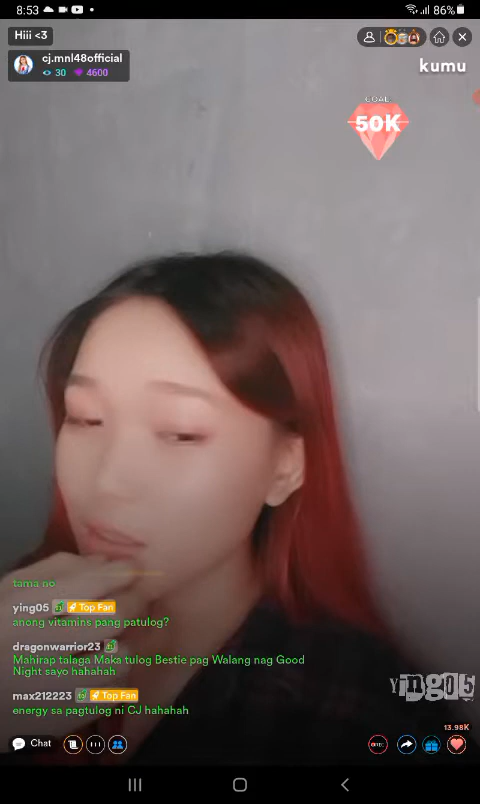 8:53
86%
Hiii <3
cj.mnl48official
30 4600
kumu
GOAL
50K
tama no
ying05 Top Fan
anong vitamins pang patulog?
dragonwarrior23
Mahirap talaga Maka tulog Bestie pag Walang nag Good
Night sayo hahahah
max212223 Top Fan
energy sa pagtulog ni CJ hahahah
Ying05
13.98K
Chat